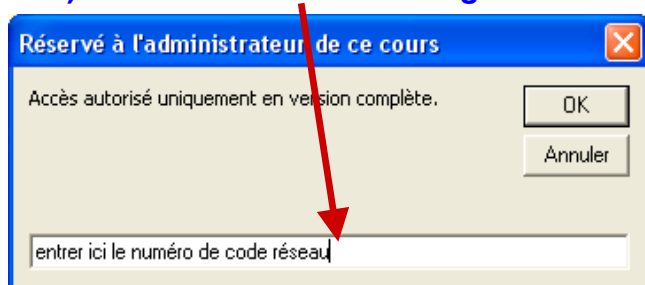 Réservé à l'administrateur de ce cours
Accès autorisé uniquement en version complète.
OK
Annuler
entrer ici le numéro de code réseau